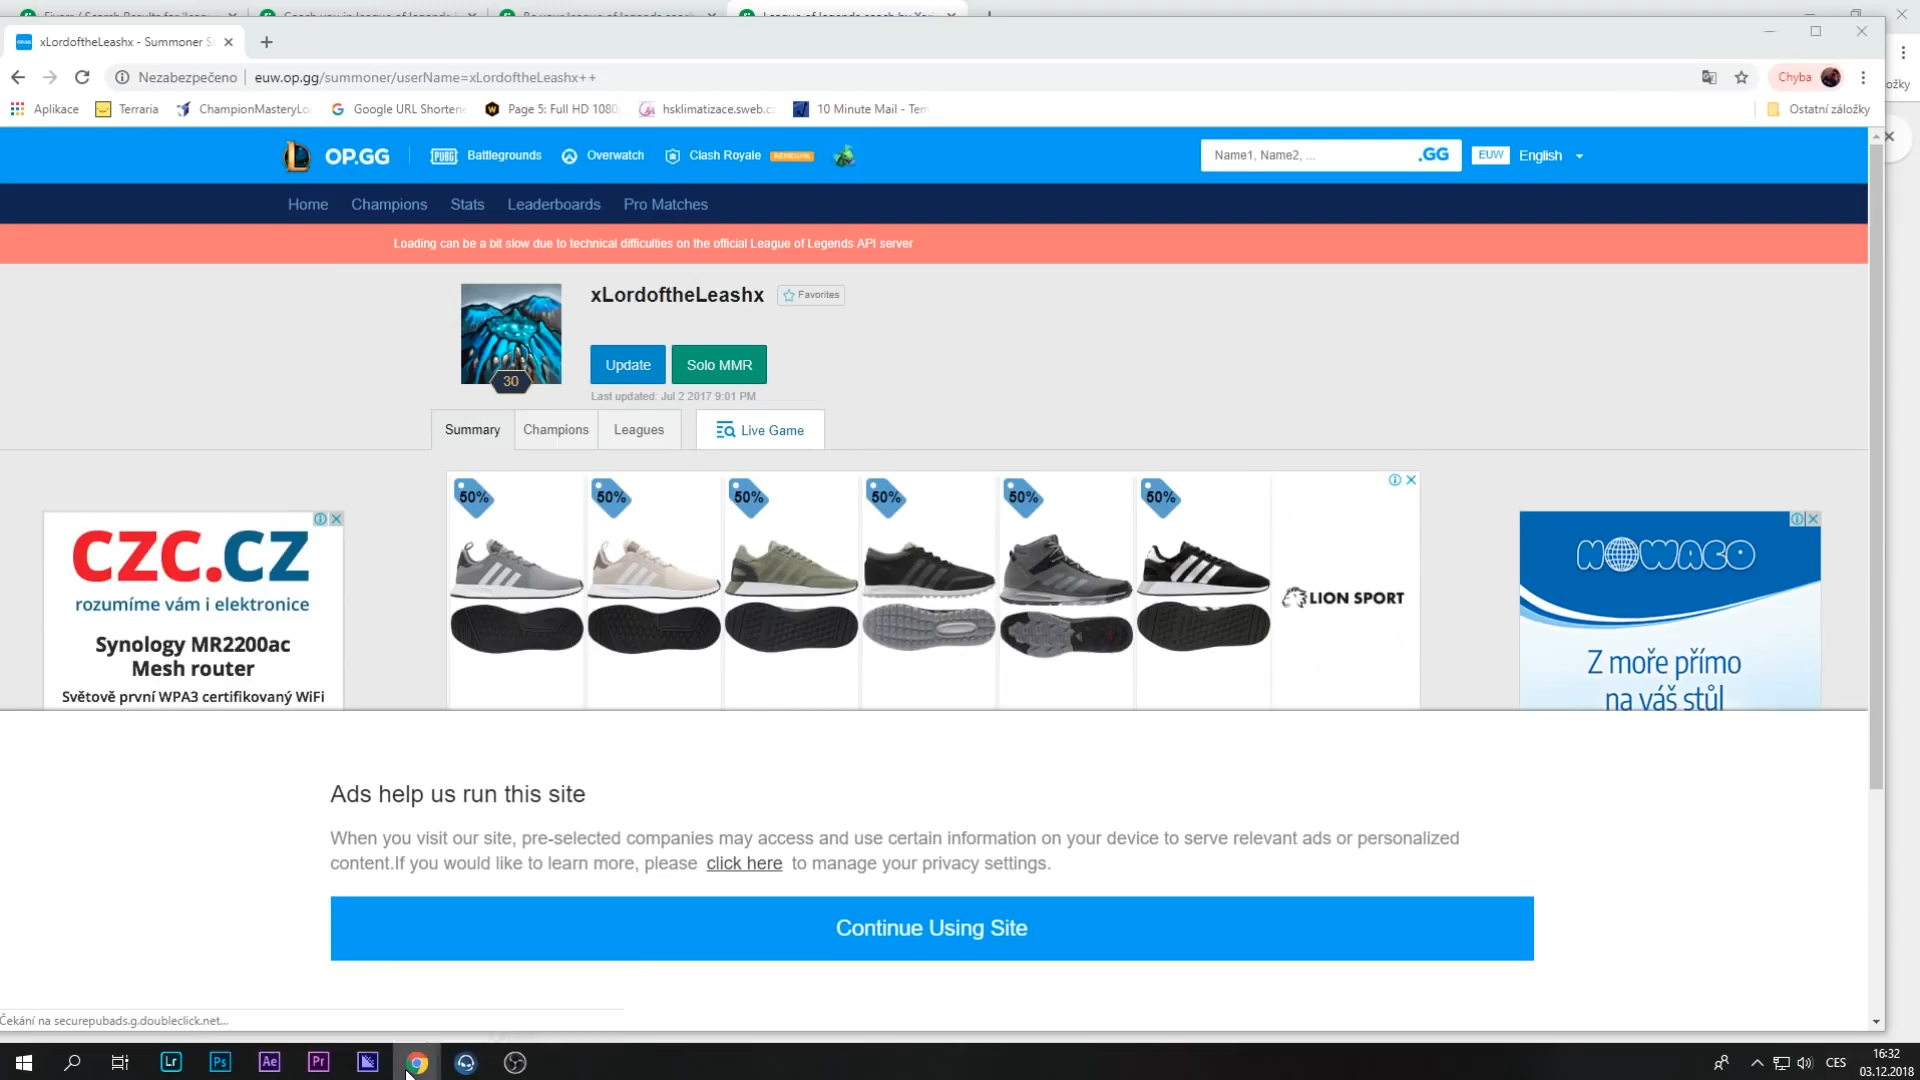 xLordoftheLeashx - Summoner S
Nezabezpečeno
euw.op.gg/summoner/userName=xLordoftheLeashx++
Chyba
Aplikace
Terraria
ChampionMasteryLo
Google URL Shortene
Page 5: Full HD 1080
hsklimatizace.sweb.c
10 Minute Mail - Tem
Ostatní záložky
OP.GG
PUBG
Battlegrounds
Overwatch
Clash Royale
RENEWAL
Name1, Name2, ...
.GG
EUW
English
Home
Champions
Stats
Leaderboards
Pro Matches
Loading can be a bit slow due to technical difficulties on the official League of Legends API server
xLordoftheLeashx
Favorites
30
Update
Solo MMR
Last updated: Jul 2 2017 9:01 PM
Summary
Champions
Leagues
Live Game
50%
50%
50%
50%
50%
50%
LION SPORT
CZC.CZ
rozumíme vám i elektronice
Synology MR2200ac
Mesh router
Světově první WPA3 certifikovaný WiFi
NOWACO
Z moře přímo
na váš stůl
Ads help us run this site
When you visit our site, pre-selected companies may access and use certain information on your device to serve relevant ads or personalized
content.If you would like to learn more, please click here to manage your privacy settings.
Continue Using Site
Čekání na securepubads.g.doubleclick.net...
Lr
Ps
Ae
Pr
CES
16:32
03.12.2018